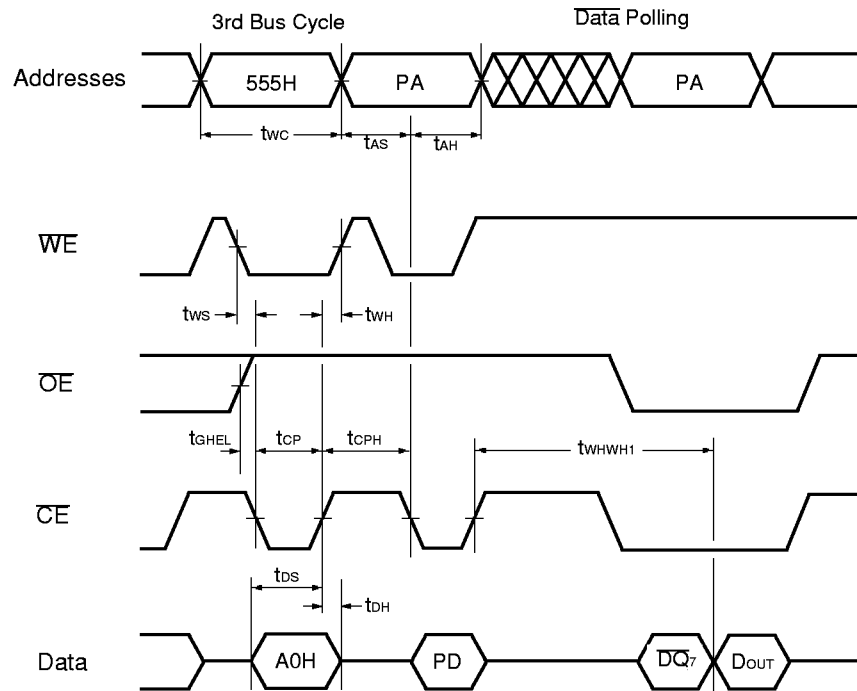 3rd Bus Cycle
Data Polling
Addresses
555H
PA
PA
tWC
tAS
tAH
WE
tWS
tWH
OE
tGHEL
tCP
tCPH
tWHWH1
CE
tDS
tDH
Data
A0H
PD
DQ7
DOUT